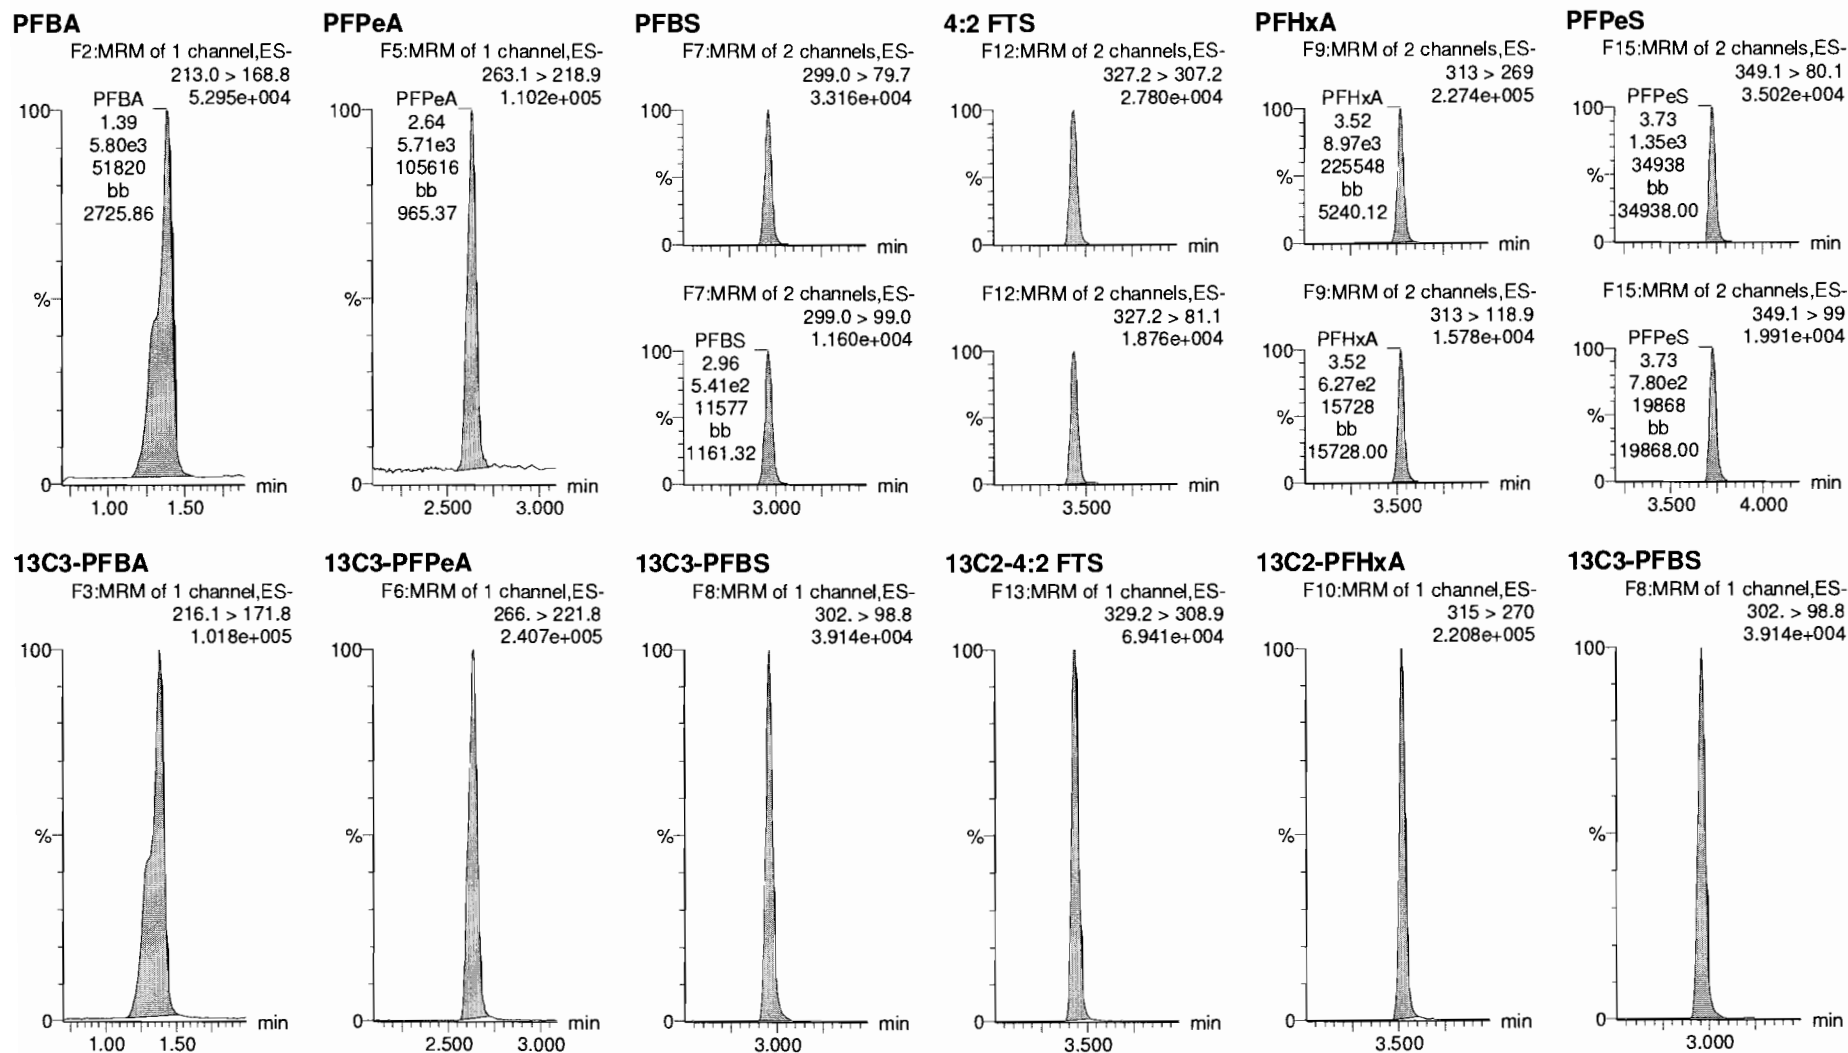 PFBA
F2:MRM of 1 channel,ES-
213.0 > 168.8
5.295e+004
100
PFBA
1.39
5.80e3
51820
bb
2725.86
%
0
min
1.00 1.50
PFPeA
F5:MRM of 1 channel,ES-
263.1 > 218.9
1.102e+005
100
PFPeA
2.64
5.71e3
105616
bb
965.37
%
0
min
2.500 3.000
PFBS
F7:MRM of 2 channels,ES-
299.0 > 79.7
3.316e+004
100
%
0
min
F7:MRM of 2 channels,ES-
299.0 > 99.0
1.160e+004
100
PFBS
2.96
5.41e2
11577
bb
1161.32
%
0
min
3.000
4:2 FTS
F12:MRM of 2 channels,ES-
327.2 > 307.2
2.780e+004
100
%
0
min
F12:MRM of 2 channels,ES-
327.2 > 81.1
1.876e+004
100
%
0
min
3.500
PFHxA
F9:MRM of 2 channels,ES-
313 > 269
2.274e+005
100
PFHxA
3.52
8.97e3
225548
bb
5240.12
%
0
min
F9:MRM of 2 channels,ES-
313 > 118.9
1.578e+004
100
PFHxA
3.52
6.27e2
15728
bb
15728.00
%
0
min
3.500
PFPeS
F15:MRM of 2 channels,ES-
349.1 > 80.1
3.502e+004
100
PFPeS
3.73
1.35e3
34938
bb
34938.00
%
0
min
F15:MRM of 2 channels,ES-
349.1 > 99
1.991e+004
100
PFPeS
3.73
7.80e2
19868
bb
19868.00
%
0
min
3.500 4.000
13C3-PFBA
F3:MRM of 1 channel,ES-
216.1 > 171.8
1.018e+005
100
%
0
min
1.00 1.50
13C3-PFPeA
F6:MRM of 1 channel,ES-
266. > 221.8
2.407e+005
100
%
0
min
2.500 3.000
13C3-PFBS
F8:MRM of 1 channel,ES-
302. > 98.8
3.914e+004
100
%
0
min
3.000
13C2-4:2 FTS
F13:MRM of 1 channel,ES-
329.2 > 308.9
6.941e+004
100
%
0
min
3.500
13C2-PFHxA
F10:MRM of 1 channel,ES-
315 > 270
2.208e+005
100
%
0
min
3.500
13C3-PFBS
F8:MRM of 1 channel,ES-
302. > 98.8
3.914e+004
100
%
0
min
3.000